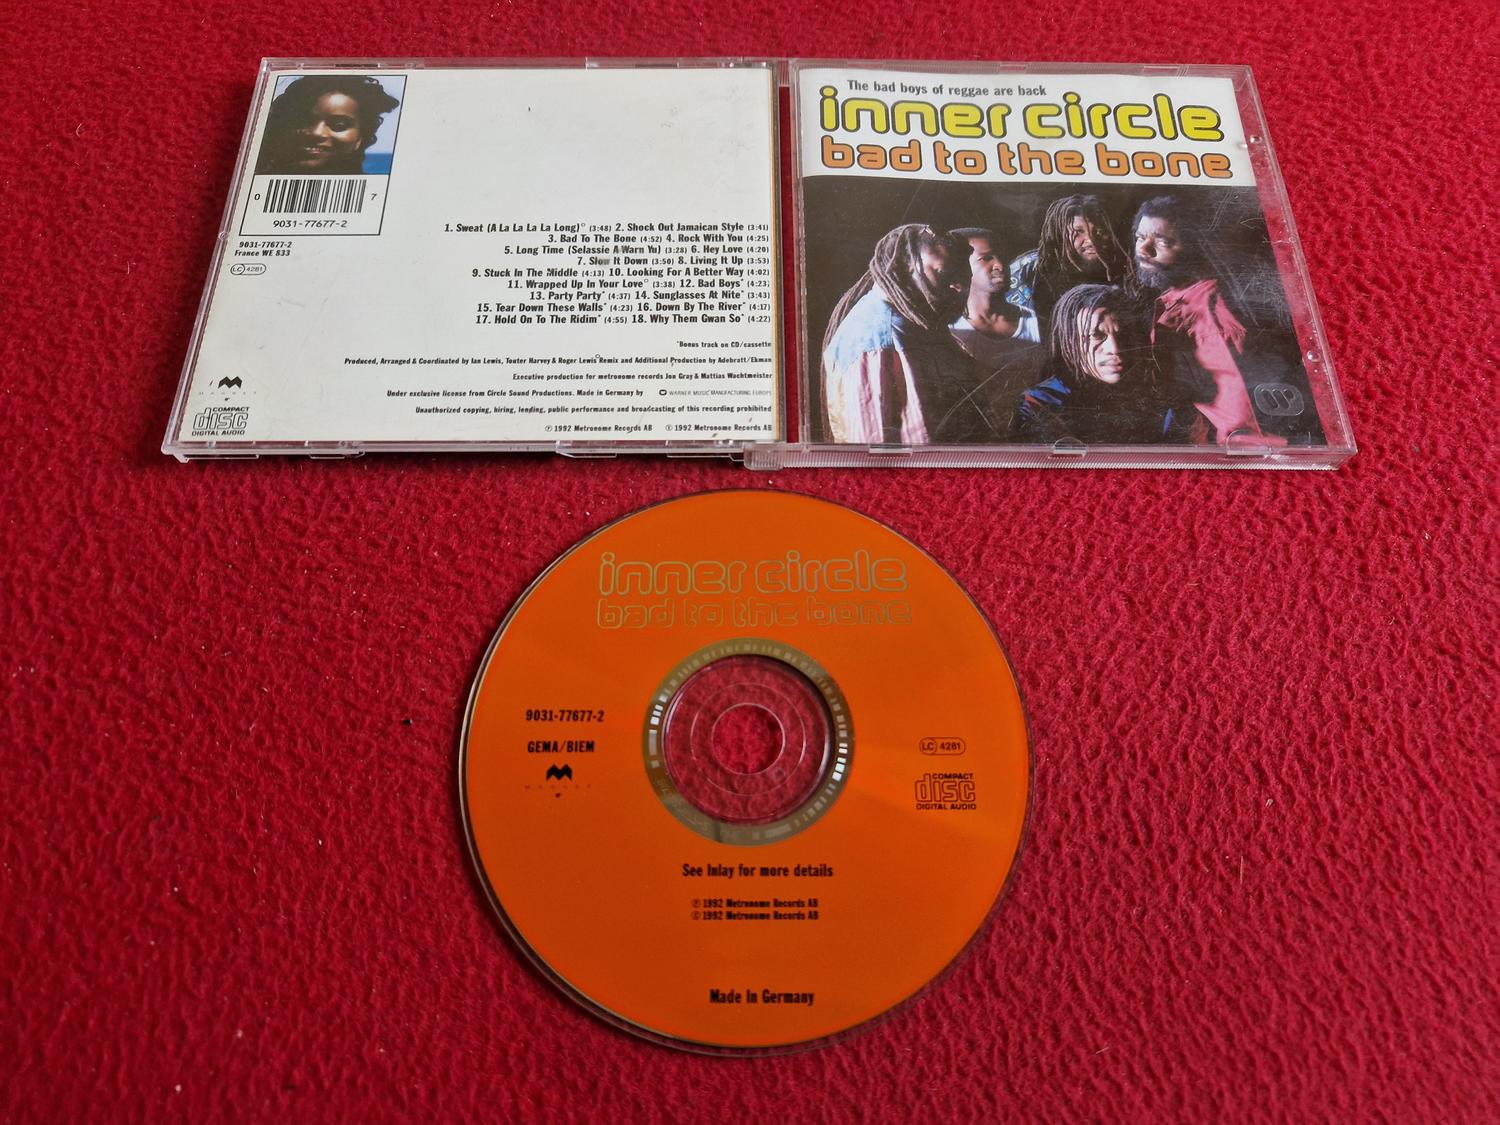 0 7
9031-77677-2
9031-77677-2
France WE 833
LC 4281
1. Sweat (A La La La La Long)° (3:48) 2. Shock Out Jamaican Style (3:41)
3. Bad To The Bone (4:52) 4. Rock With You (4:25)
5. Long Time (Selassie A Warn Yu) (3:28) 6. Hey Love (4:20)
7. Slow It Down (3:50) 8. Living It Up (3:53)
9. Stuck In The Middle (4:13) 10. Looking For A Better Way (4:02)
11. Wrapped Up In Your Love° (3:38) 12. Bad Boys* (4:23)
13. Party Party* (4:37) 14. Sunglasses At Nite* (3:43)
15. Tear Down These Walls* (4:23) 16. Down By The River* (4:17)
17. Hold On To The Ridim* (4:55) 18. Why Them Gwan So* (4:22)
*Bonus track on CD/cassette
Produced, Arranged & Coordinated by Ian Lewis, Touter Harvey & Roger Lewis °Remix and Additional Production by Adebratt/Ekman
Executive production for metronome records Jon Gray & Mattias Wachtmeister
Under exclusive license from Circle Sound Productions. Made in Germany by WARNER MUSIC MANUFACTURING EUROPE
Unauthorized copying, hiring, lending, public performance and broadcasting of this recording prohibited
℗ 1992 Metronome Records AB © 1992 Metronome Records AB
MAGNET
COMPACT
disc
DIGITAL AUDIO
The bad boys of reggae are back
inner circle
bad to the bone
inner circle
bad to the bone
9031-77677-2
GEMA/BIEM
MAGNET
LC 4281
COMPACT
disc
DIGITAL AUDIO
See Inlay for more details
℗ 1992 Metronome Records AB
© 1992 Metronome Records AB
Made In Germany